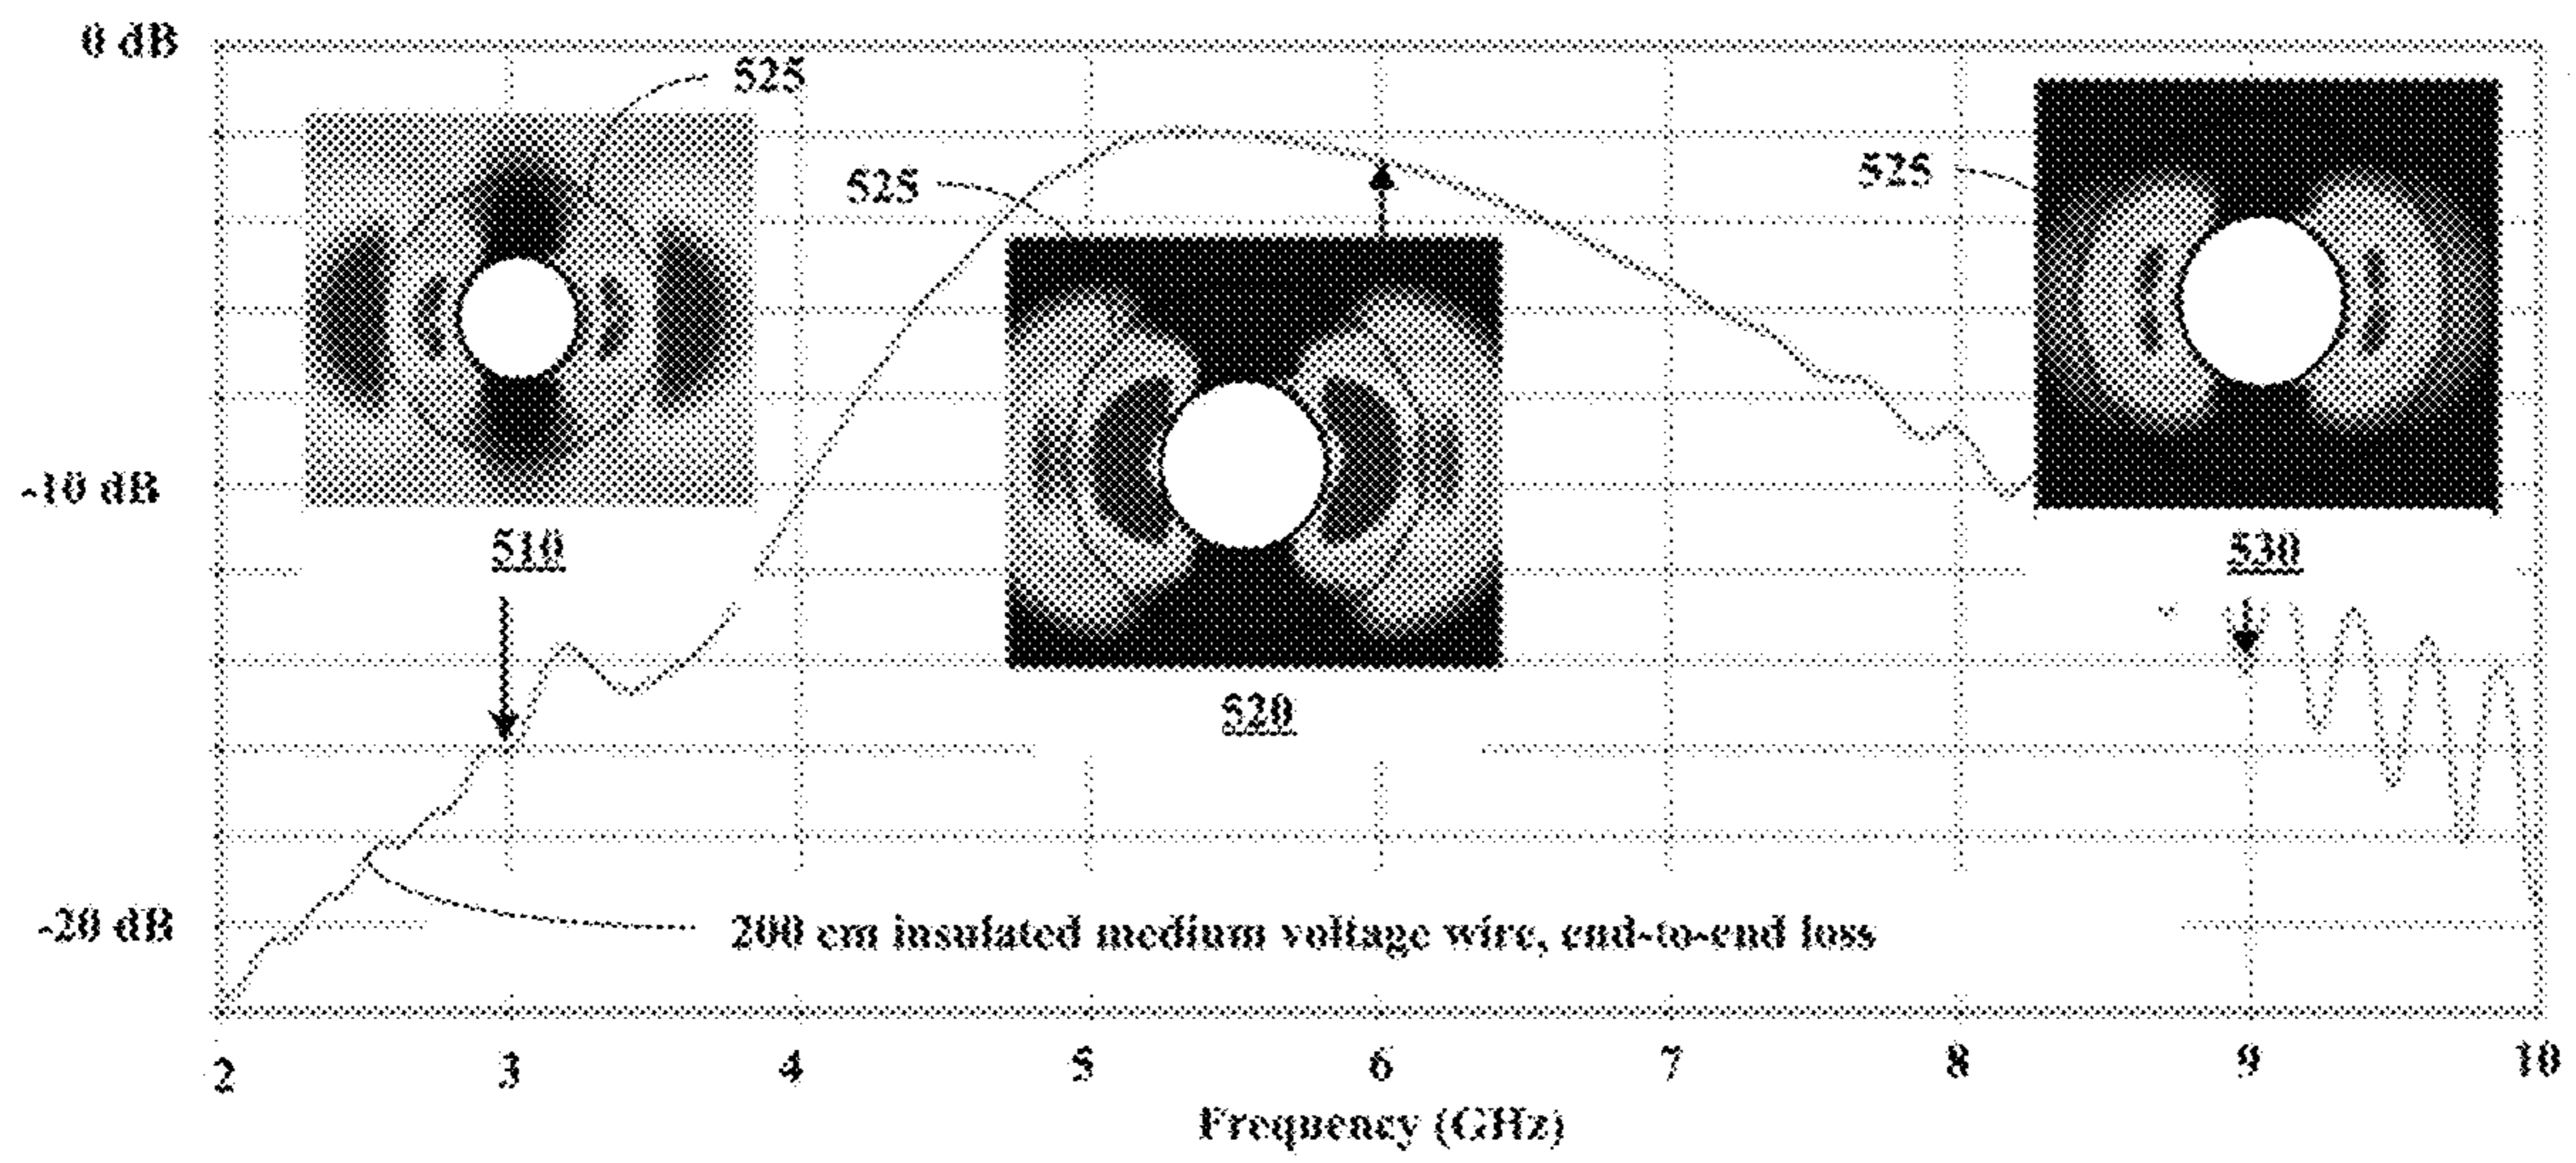 0 dB
525
525
525
-10 dB
510
530
520
-20 dB
200 cm insulated medium voltage wire, end-to-end loss
2 3 4 5 6 7 8 9 10
Frequency (GHz)